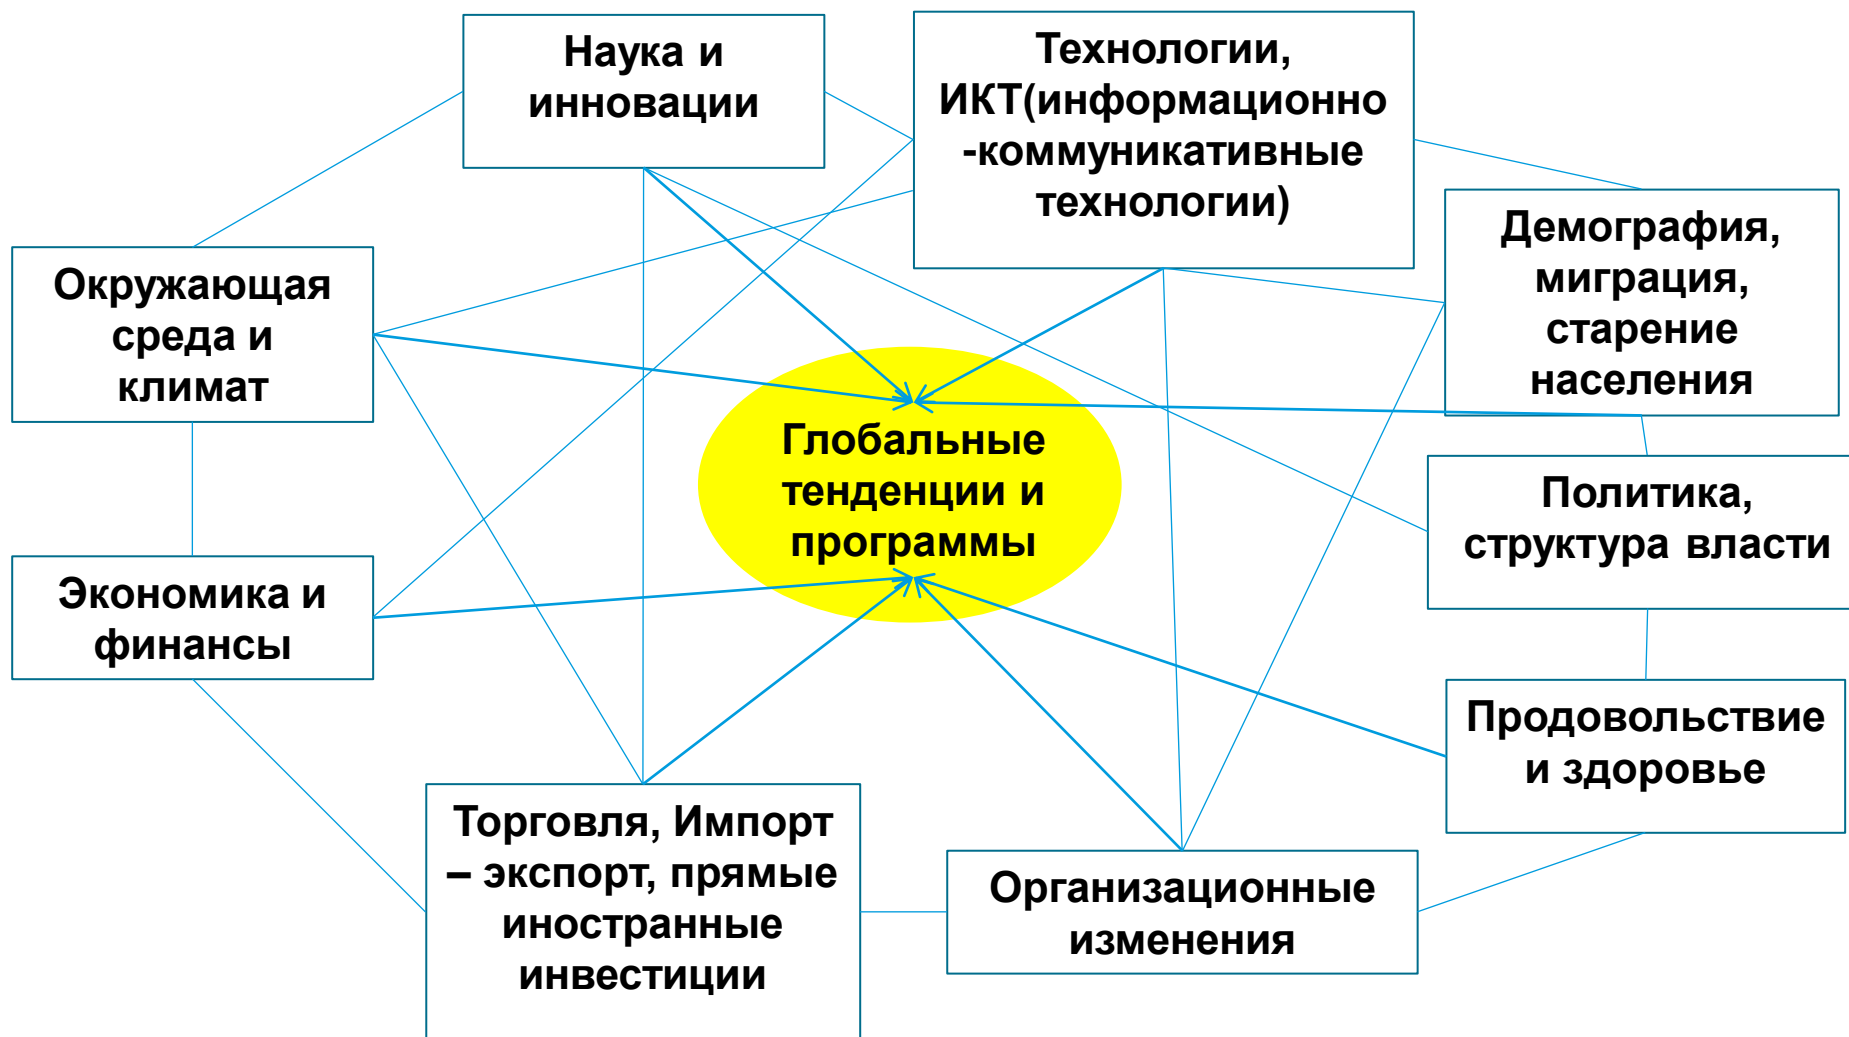 Наука и
инновации
Технологии,
ИКТ(информационно
-коммуникативные
технологии)
Демография,
миграция,
старение
населения
Окружающая
среда и
климат
Глобальные
тенденции и
программы
Политика,
структура власти
Экономика и
финансы
Продовольствие
и здоровье
Торговля, Импорт
– экспорт, прямые
иностранные
инвестиции
Организационные
изменения